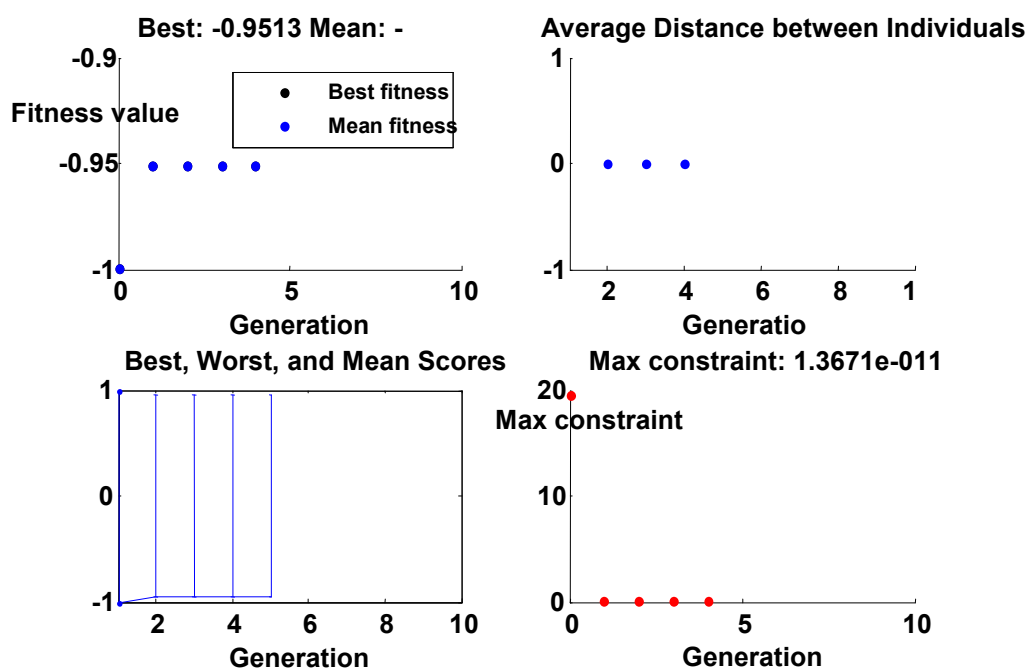 Best: -0.9513 Mean: -
-0.9
Best fitness
Fitness value
Mean fitness
-0.95
-1
0
5
10
Generation
Average Distance between Individuals
1
0
-1
2
4
6
8
1
Generatio
Best, Worst, and Mean Scores
1
0
-1
2
4
6
8
10
Generation
Max constraint: 1.3671e-011
20
Max constraint
10
0
0
5
10
Generation